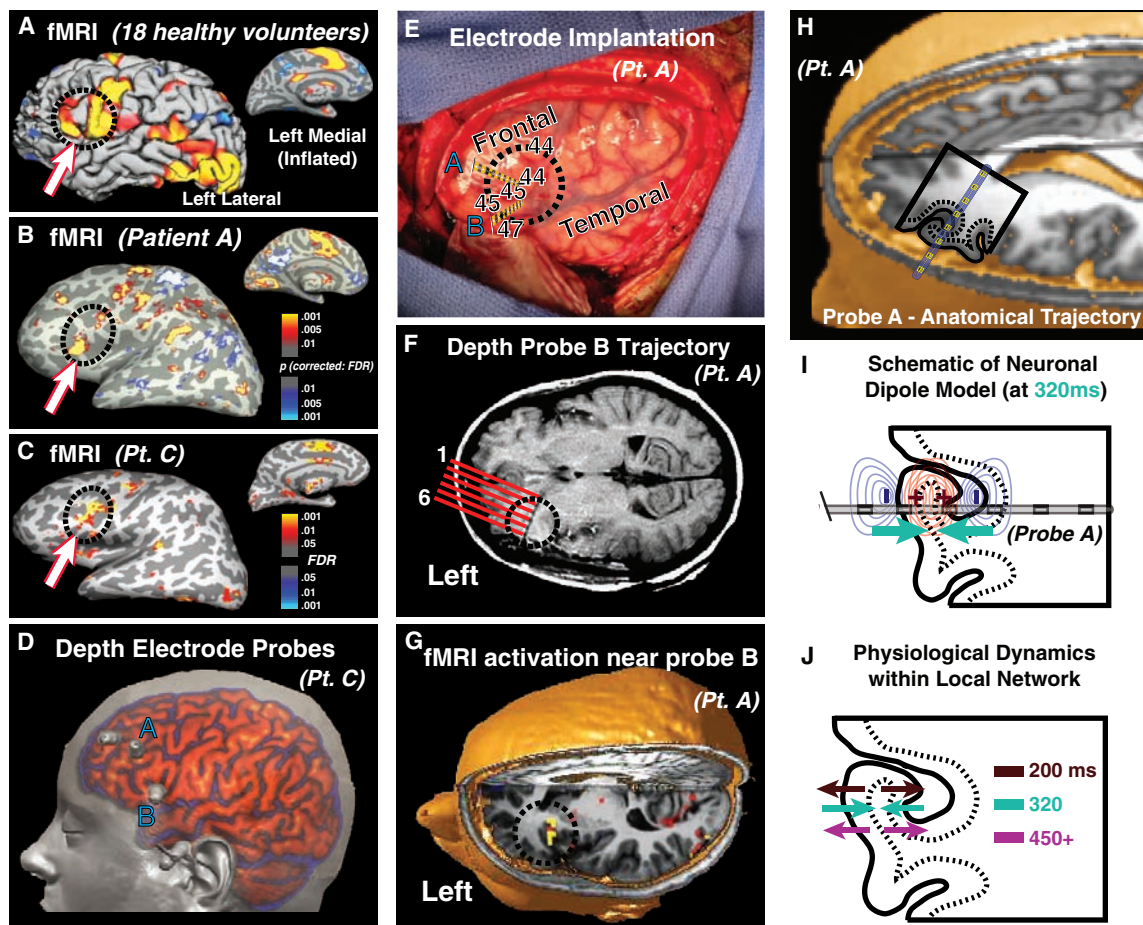 A fMRI (18 healthy volunteers)
Left Medial
(Inflated)
Left Lateral
B fMRI (Patient A)
.001
.005
.01
p (corrected: FDR)
.01
.005
.001
C fMRI (Pt. C)
.001
.005
.01
FDR
.05
.01
.001
D Depth Electrode Probes
(Pt. C)
A
B
E Electrode Implantation
(Pt. A)
Frontal
44
A
44
45
45
B 47
Temporal
F Depth Probe B Trajectory
(Pt. A)
1
6
Left
G fMRI activation near probe B
(Pt. A)
Left
H
(Pt. A)
Probe A - Anatomical Trajectory
I Schematic of Neuronal
Dipole Model (at 320ms)
(Probe A)
J Physiological Dynamics
within Local Network
200 ms
320
450+